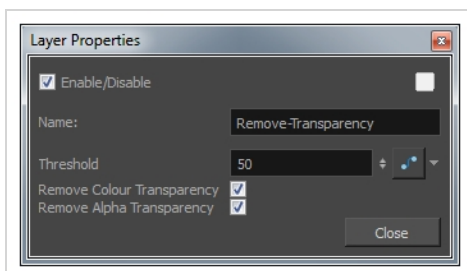 Layer Properties
Enable/Disable
Name: Remove-Transparency
Threshold 50
Remove Colour Transparency
Remove Alpha Transparency
Close